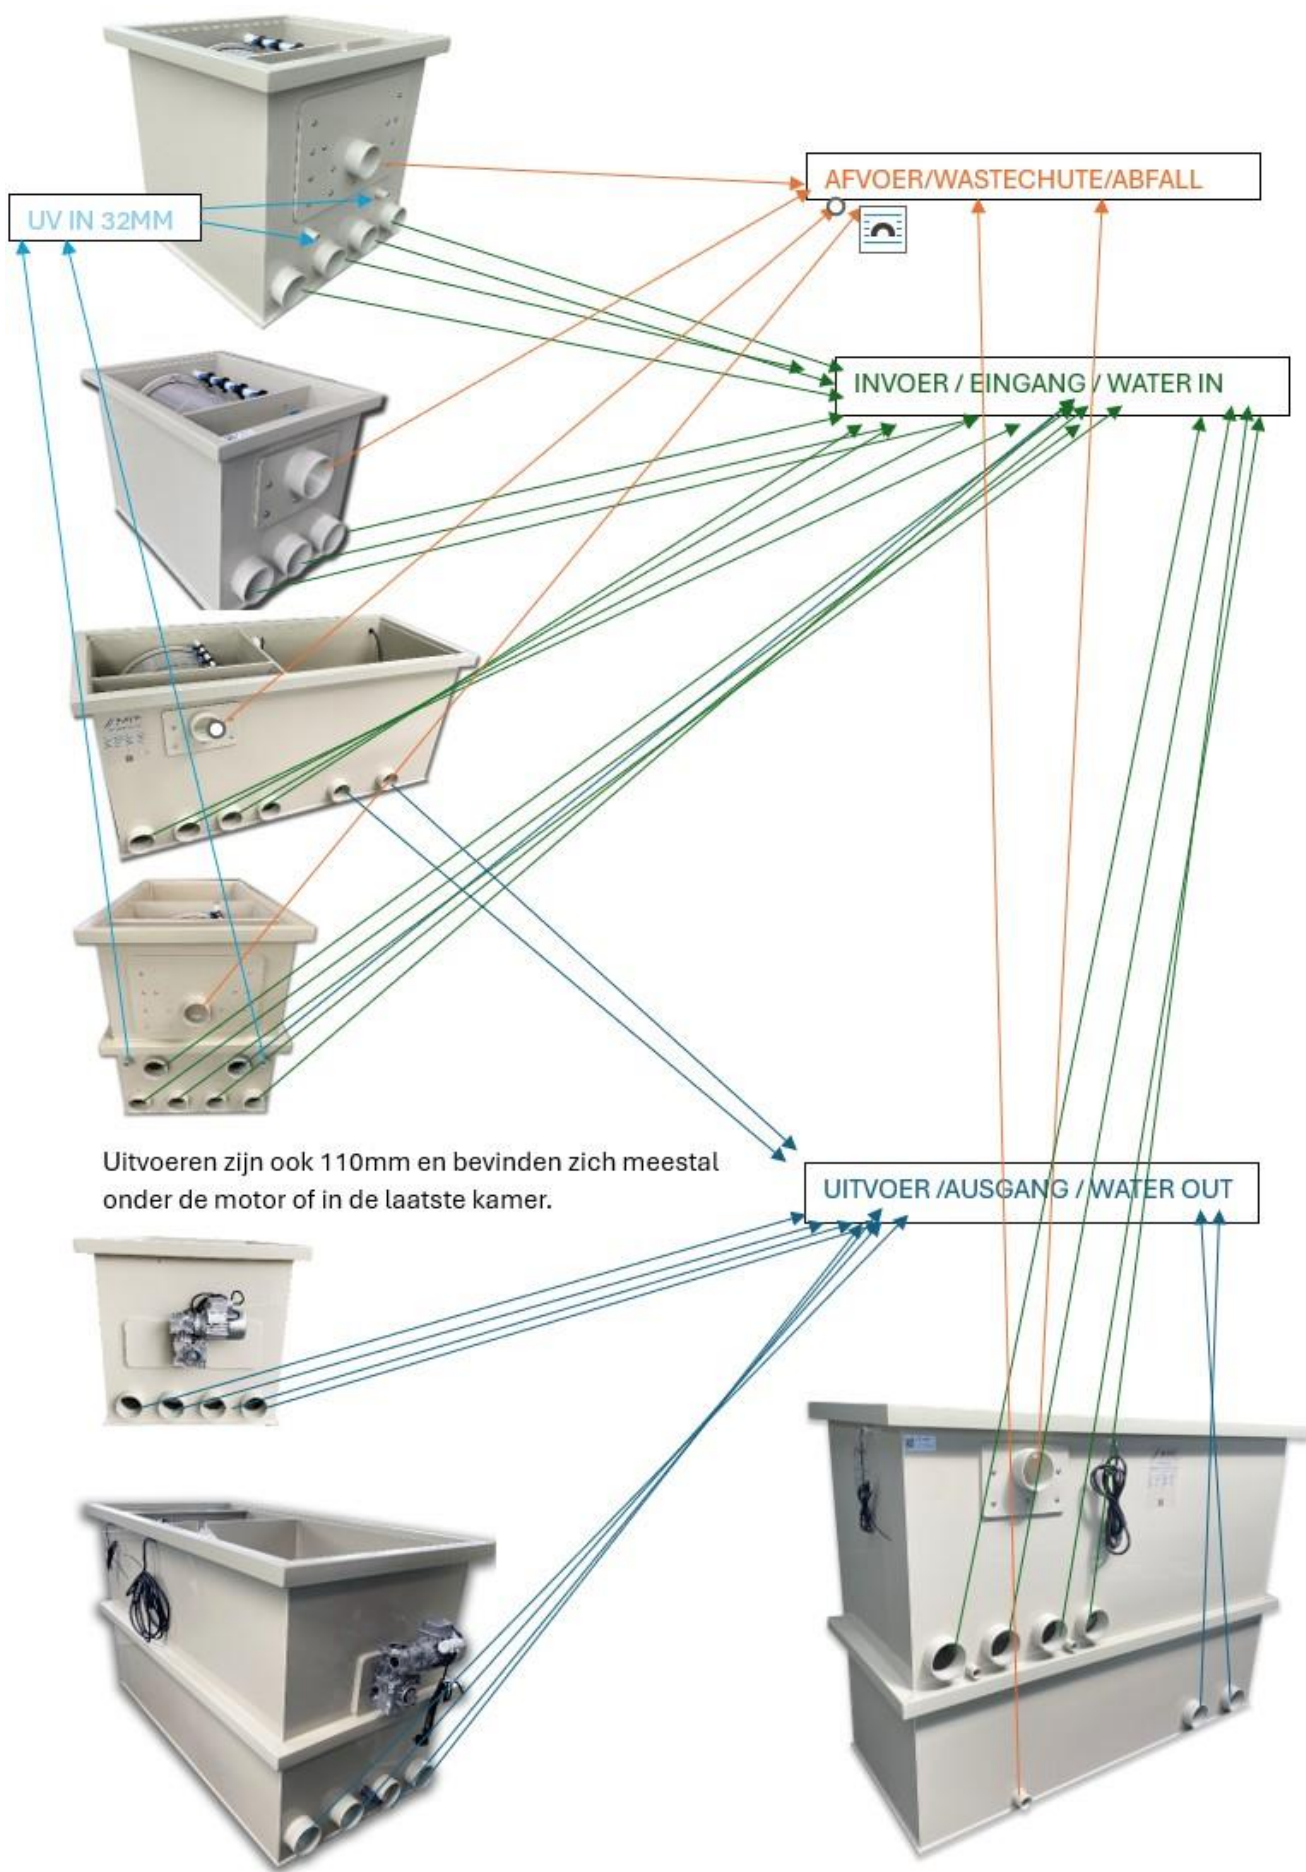 AFVOER/WASTECHUTE/ABFALL
UV IN 32MM
INVOER / EINGANG / WATER IN
Uitvoeren zijn ook 110mm en bevinden zich meestal
onder de motor of in de laatste kamer.
UITVOER /AUSGANG / WATER OUT